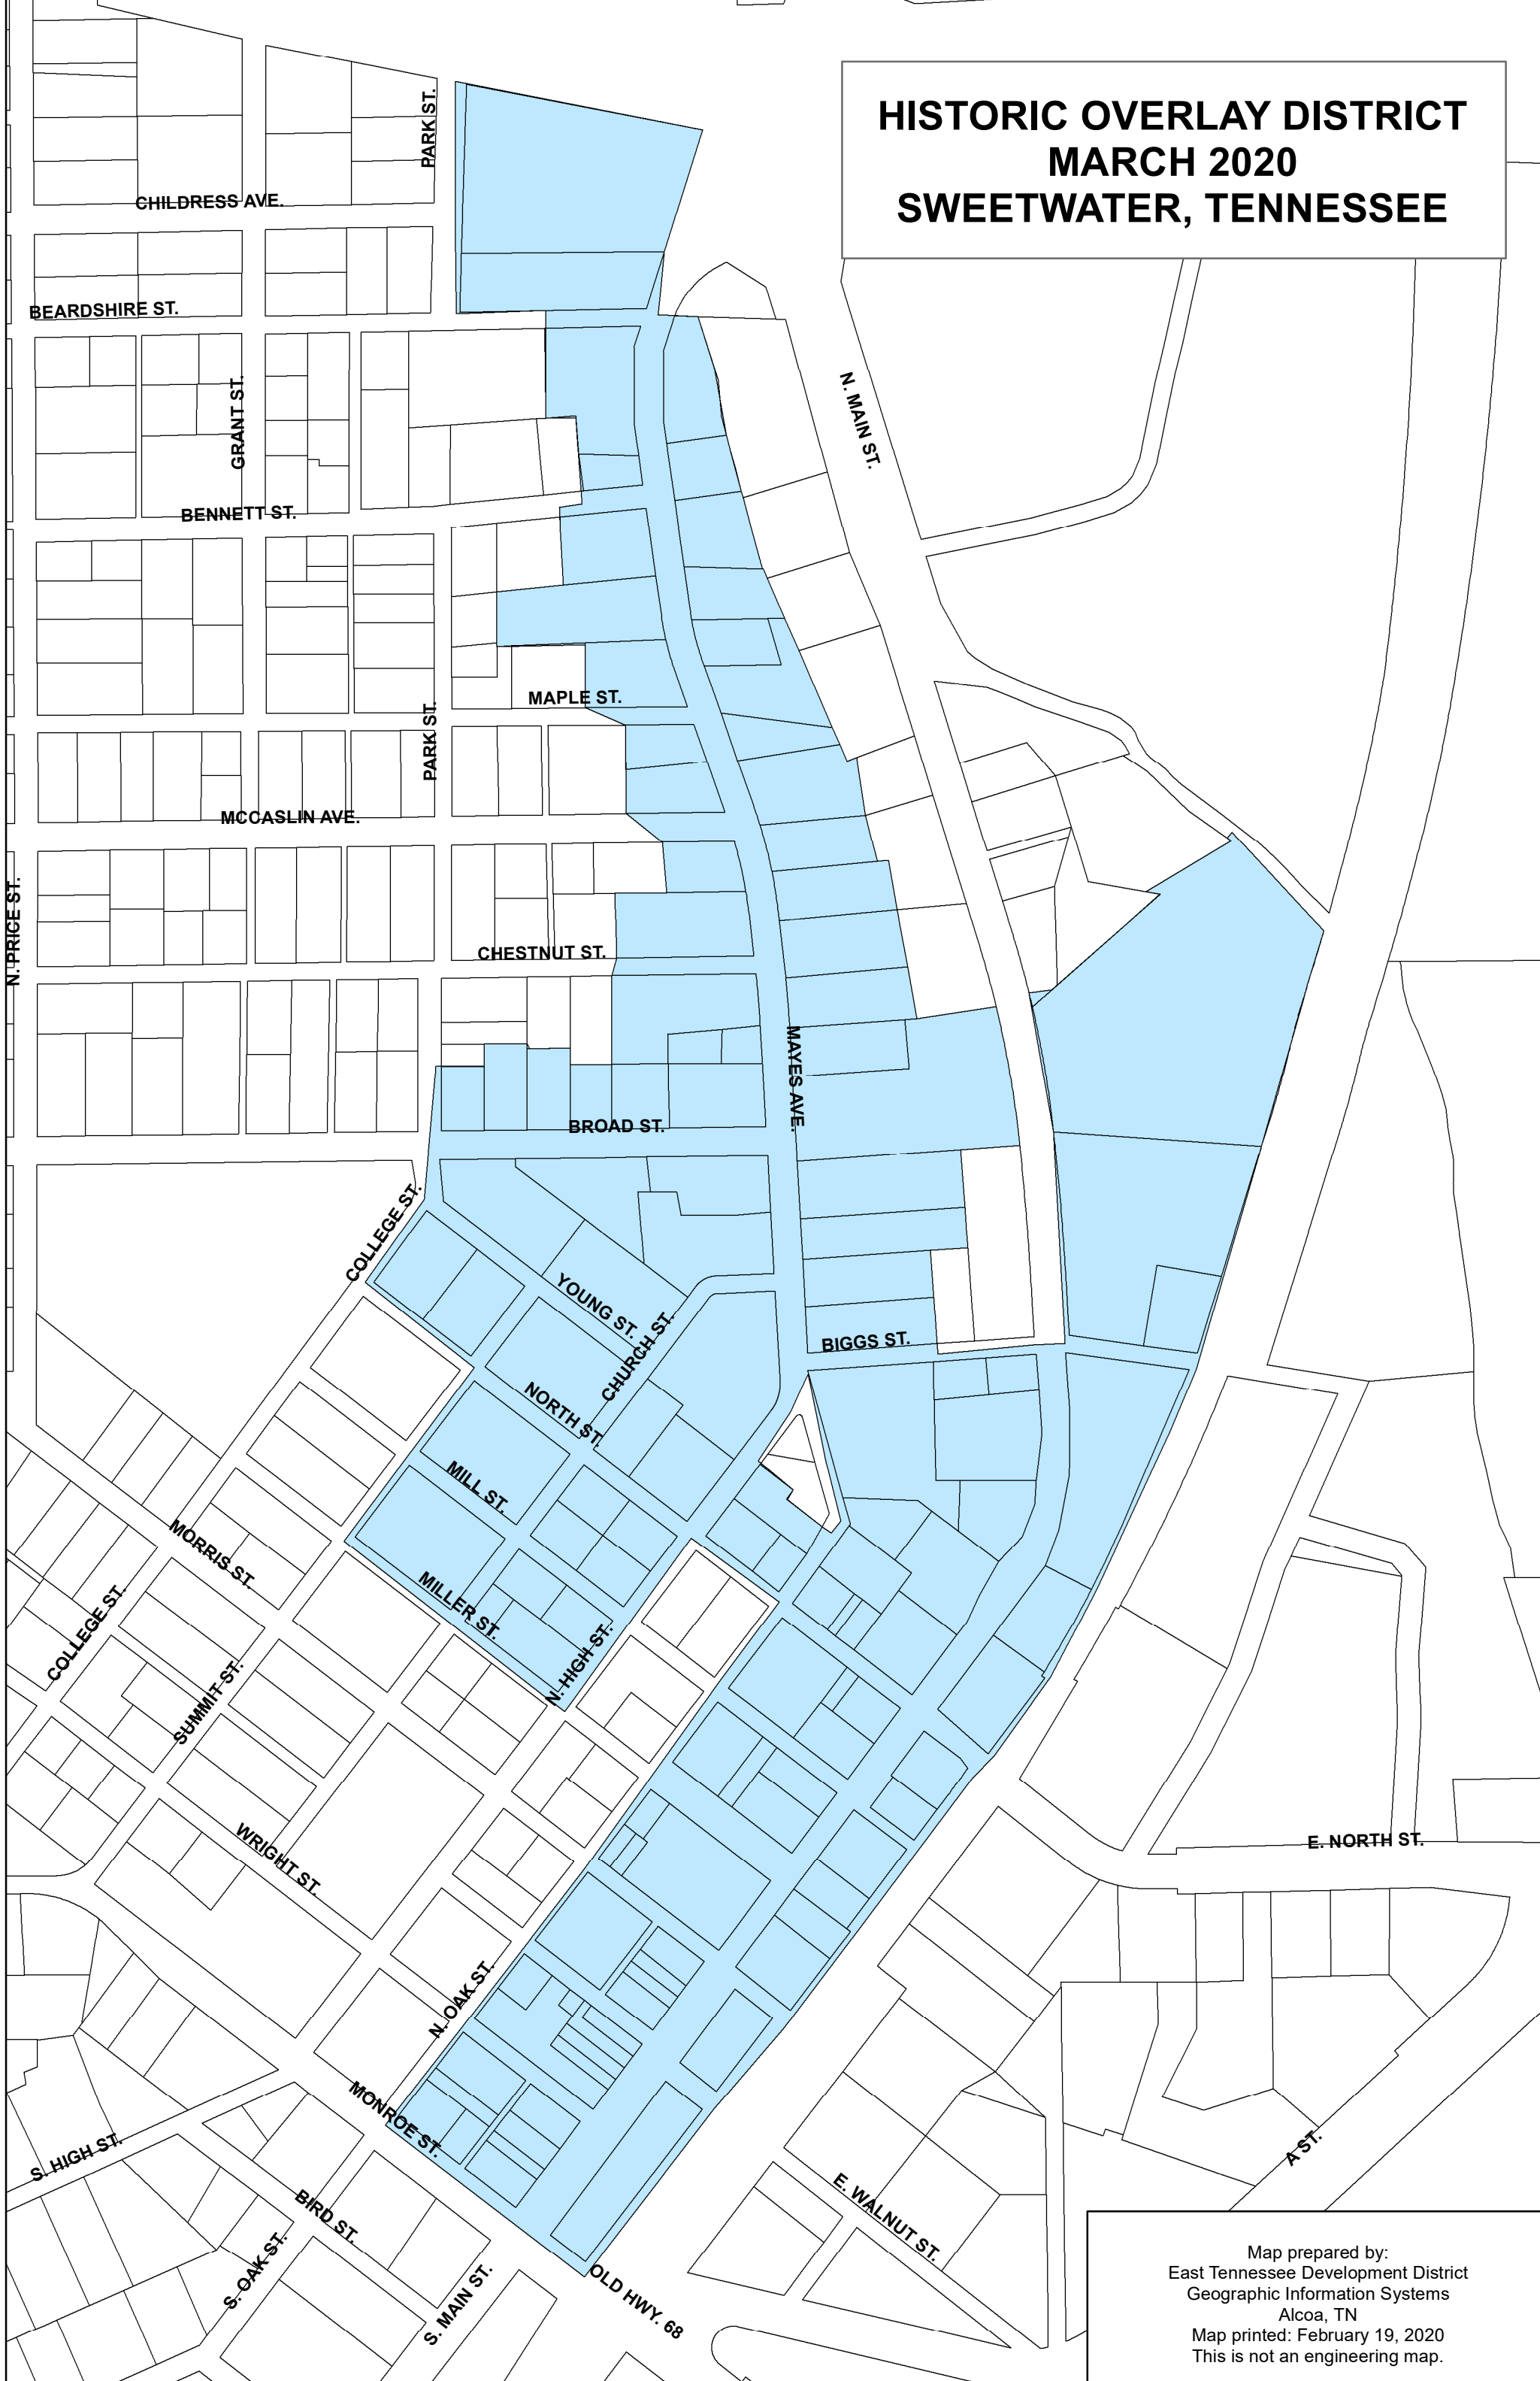 HISTORIC OVERLAY DISTRICT
MARCH 2020
SWEETWATER, TENNESSEE
PARK ST.
CHILDRESS AVE.
BEARDSHIRE ST.
GRANT ST.
N. MAIN ST.
BENNETT ST.
MAPLE ST.
PARK ST.
MCCASLIN AVE.
N. PRICE ST.
CHESTNUT ST.
MAYES AVE.
BROAD ST.
COLLEGE ST.
YOUNG ST.
CHURCH ST.
BIGGS ST.
NORTH ST.
MILL ST.
MORRIS ST.
MILLER ST.
COLLEGE ST.
N. HIGH ST.
SUMMIT ST.
WRIGHT ST.
E. NORTH ST.
N. OAK ST.
MONROE ST.
S. HIGH ST.
A ST.
BIRD ST.
E. WALNUT ST.
S. OAK ST.
S. MAIN ST.
OLD HWY. 68
Map prepared by:
East Tennessee Development District
Geographic Information Systems
Alcoa, TN
Map printed: February 19, 2020
This is not an engineering map.